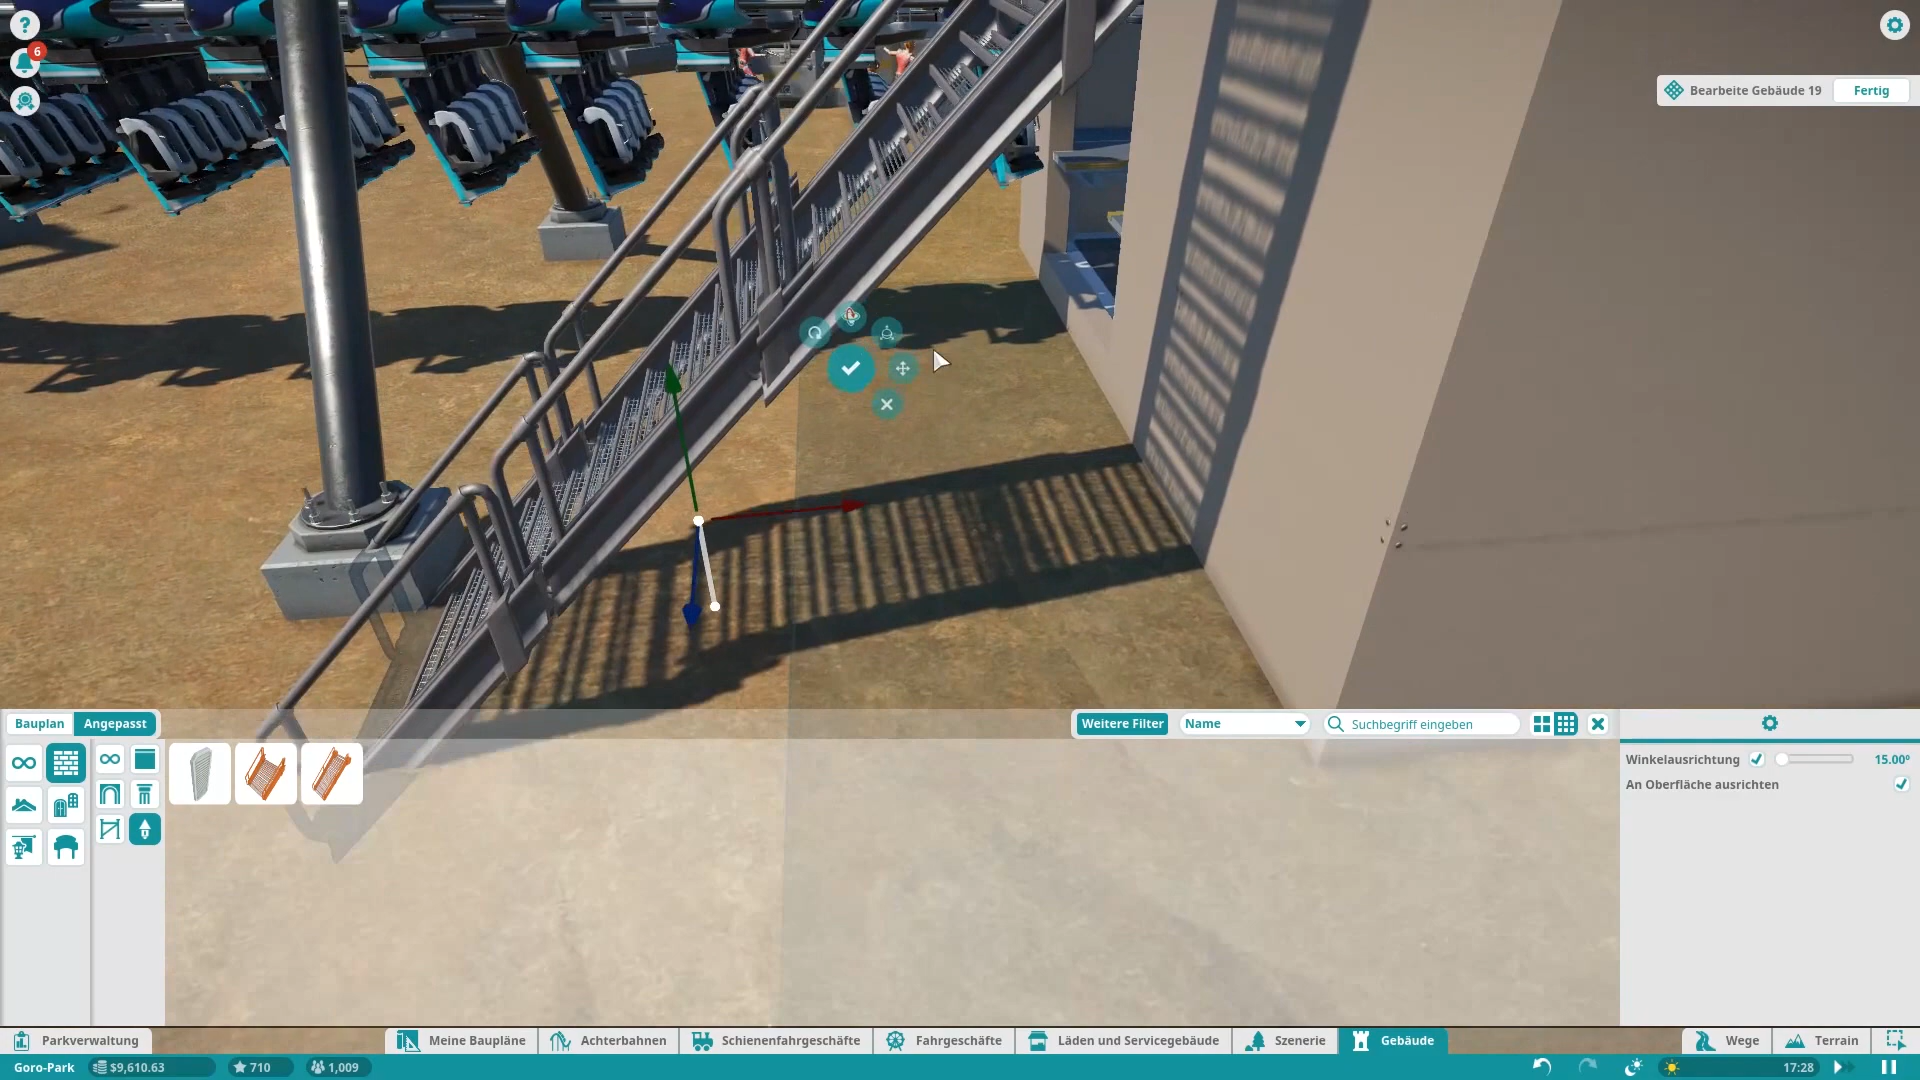 ?
6
Bearbeite Gebäude 19 Fertig
Bauplan Angepasst
Weitere Filter Name Suchbegriff eingeben
Winkelausrichtung 15.00°
An Oberfläche ausrichten
Parkverwaltung Meine Baupläne Achterbahnen Schienenfahrgeschäfte Fahrgeschäfte Läden und Servicegebäude Szenerie Gebäude Wege Terrain
Goro-Park $9,610.63 710 1,009 17:28